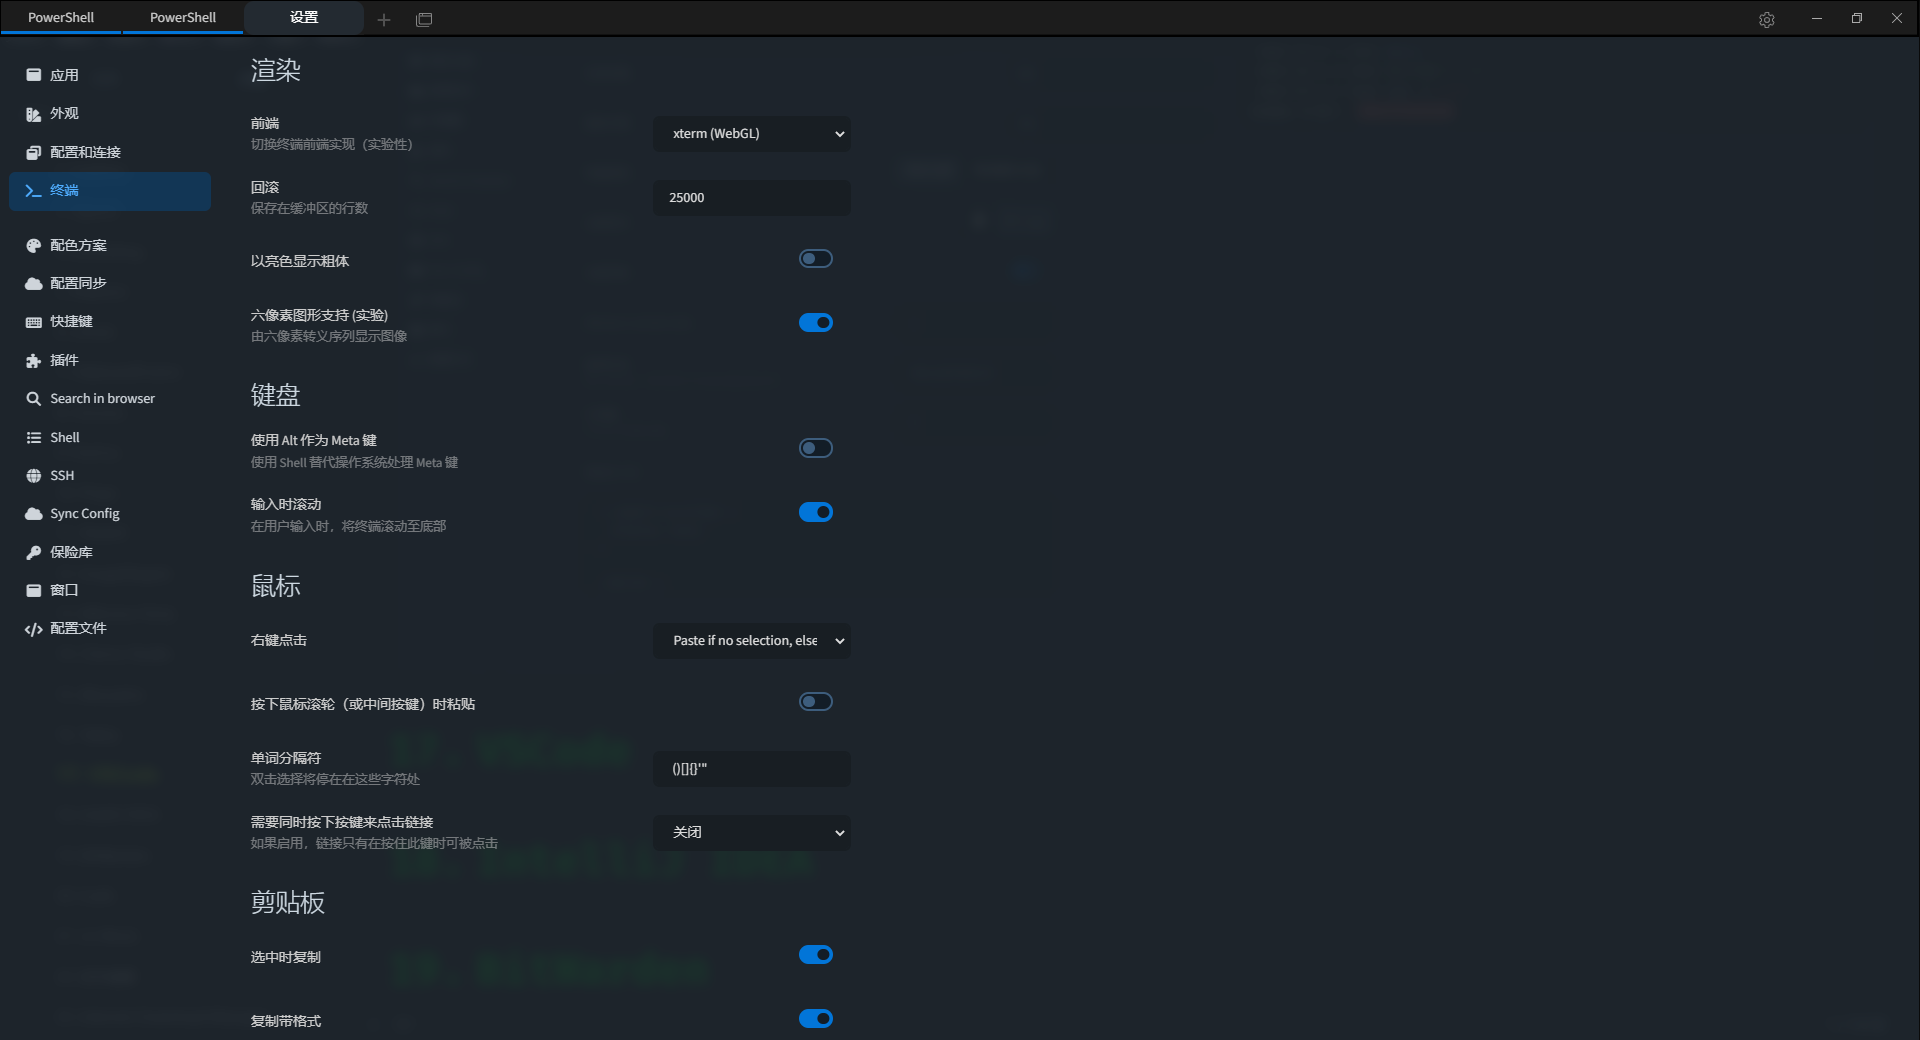 PowerShell
PowerShell
设置
应用
外观
配置和连接
终端
配色方案
配置同步
快捷键
插件
Search in browser
Shell
SSH
Sync Config
保险库
窗口
配置文件
渲染
前端
切换终端前端实现（实验性）
xterm (WebGL)
回滚
保存在缓冲区的行数
25000
以亮色显示粗体
六像素图形支持 (实验)
由六像素转义序列显示图像
键盘
使用 Alt 作为 Meta 键
使用 Shell 替代操作系统处理 Meta 键
输入时滚动
在用户输入时，将终端滚动至底部
鼠标
右键点击
Paste if no selection, else
按下鼠标滚轮（或中间按键）时粘贴
单词分隔符
双击选择将停在在这些字符处
()[]{}'"
需要同时按下按键来点击链接
如果启用，链接只有在按住此键时可被点击
关闭
剪贴板
选中时复制
复制带格式